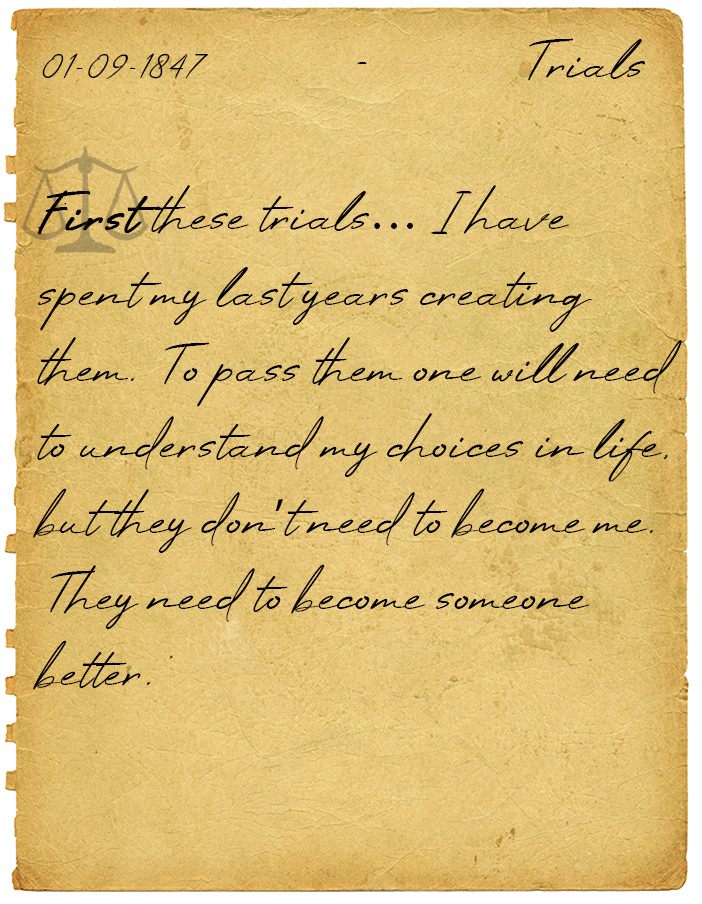 01-09-1847 - Trials
First these trials... I have
spent my last years creating
them. To pass them one will need
to understand my choices in life.
but they don't need to become me.
They need to become someone
better.